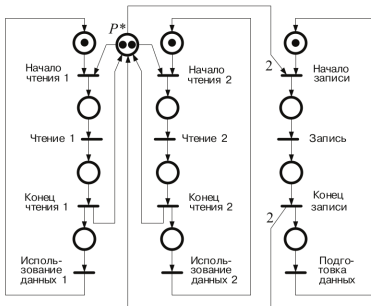 P*
2
Начало
чтения 1
Начало
чтения 2
Начало
записи
Чтение 1
Чтение 2
Запись
Конец
чтения 1
Конец
чтения 2
2
Конец
записи
Исполь-
зование
данных 1
Исполь-
зование
данных 2
Подго-
товка
данных